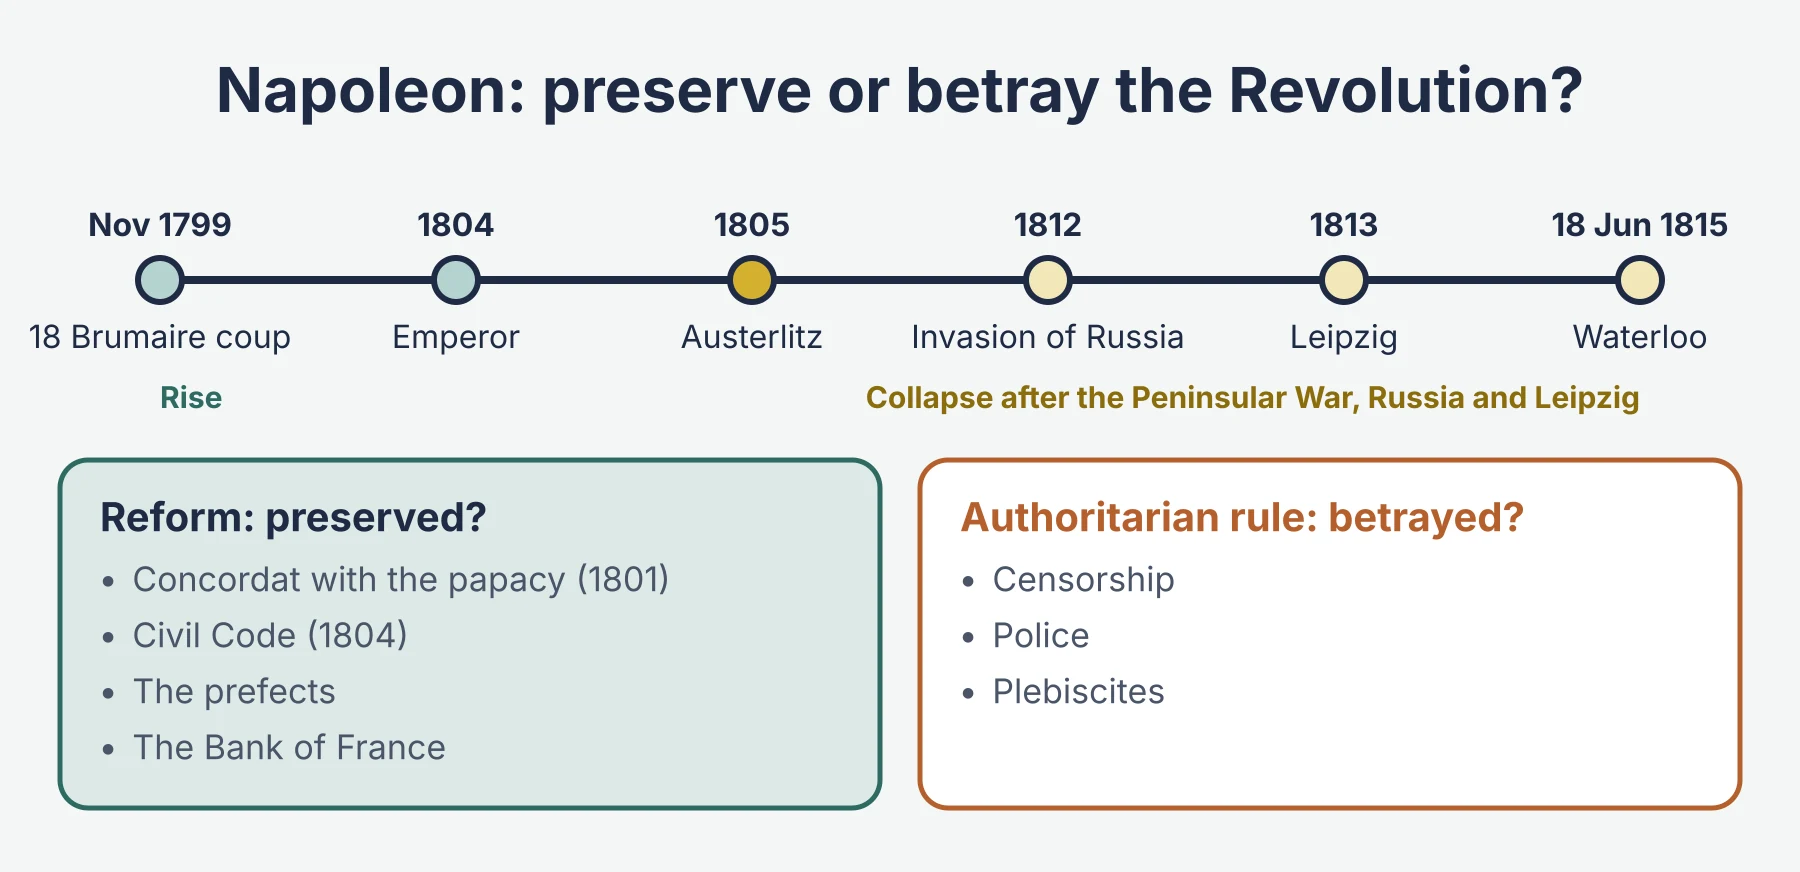 Napoleon: preserve or betray the Revolution?
Nov 1799 1804 1805 1812 1813 18 Jun 1815
18 Brumaire coup Emperor Austerlitz Invasion of Russia Leipzig Waterloo
Rise Collapse after the Peninsular War, Russia and Leipzig
Reform: preserved?
• Concordat with the papacy (1801)
• Civil Code (1804)
• The prefects
• The Bank of France
Authoritarian rule: betrayed?
• Censorship
• Police
• Plebiscites